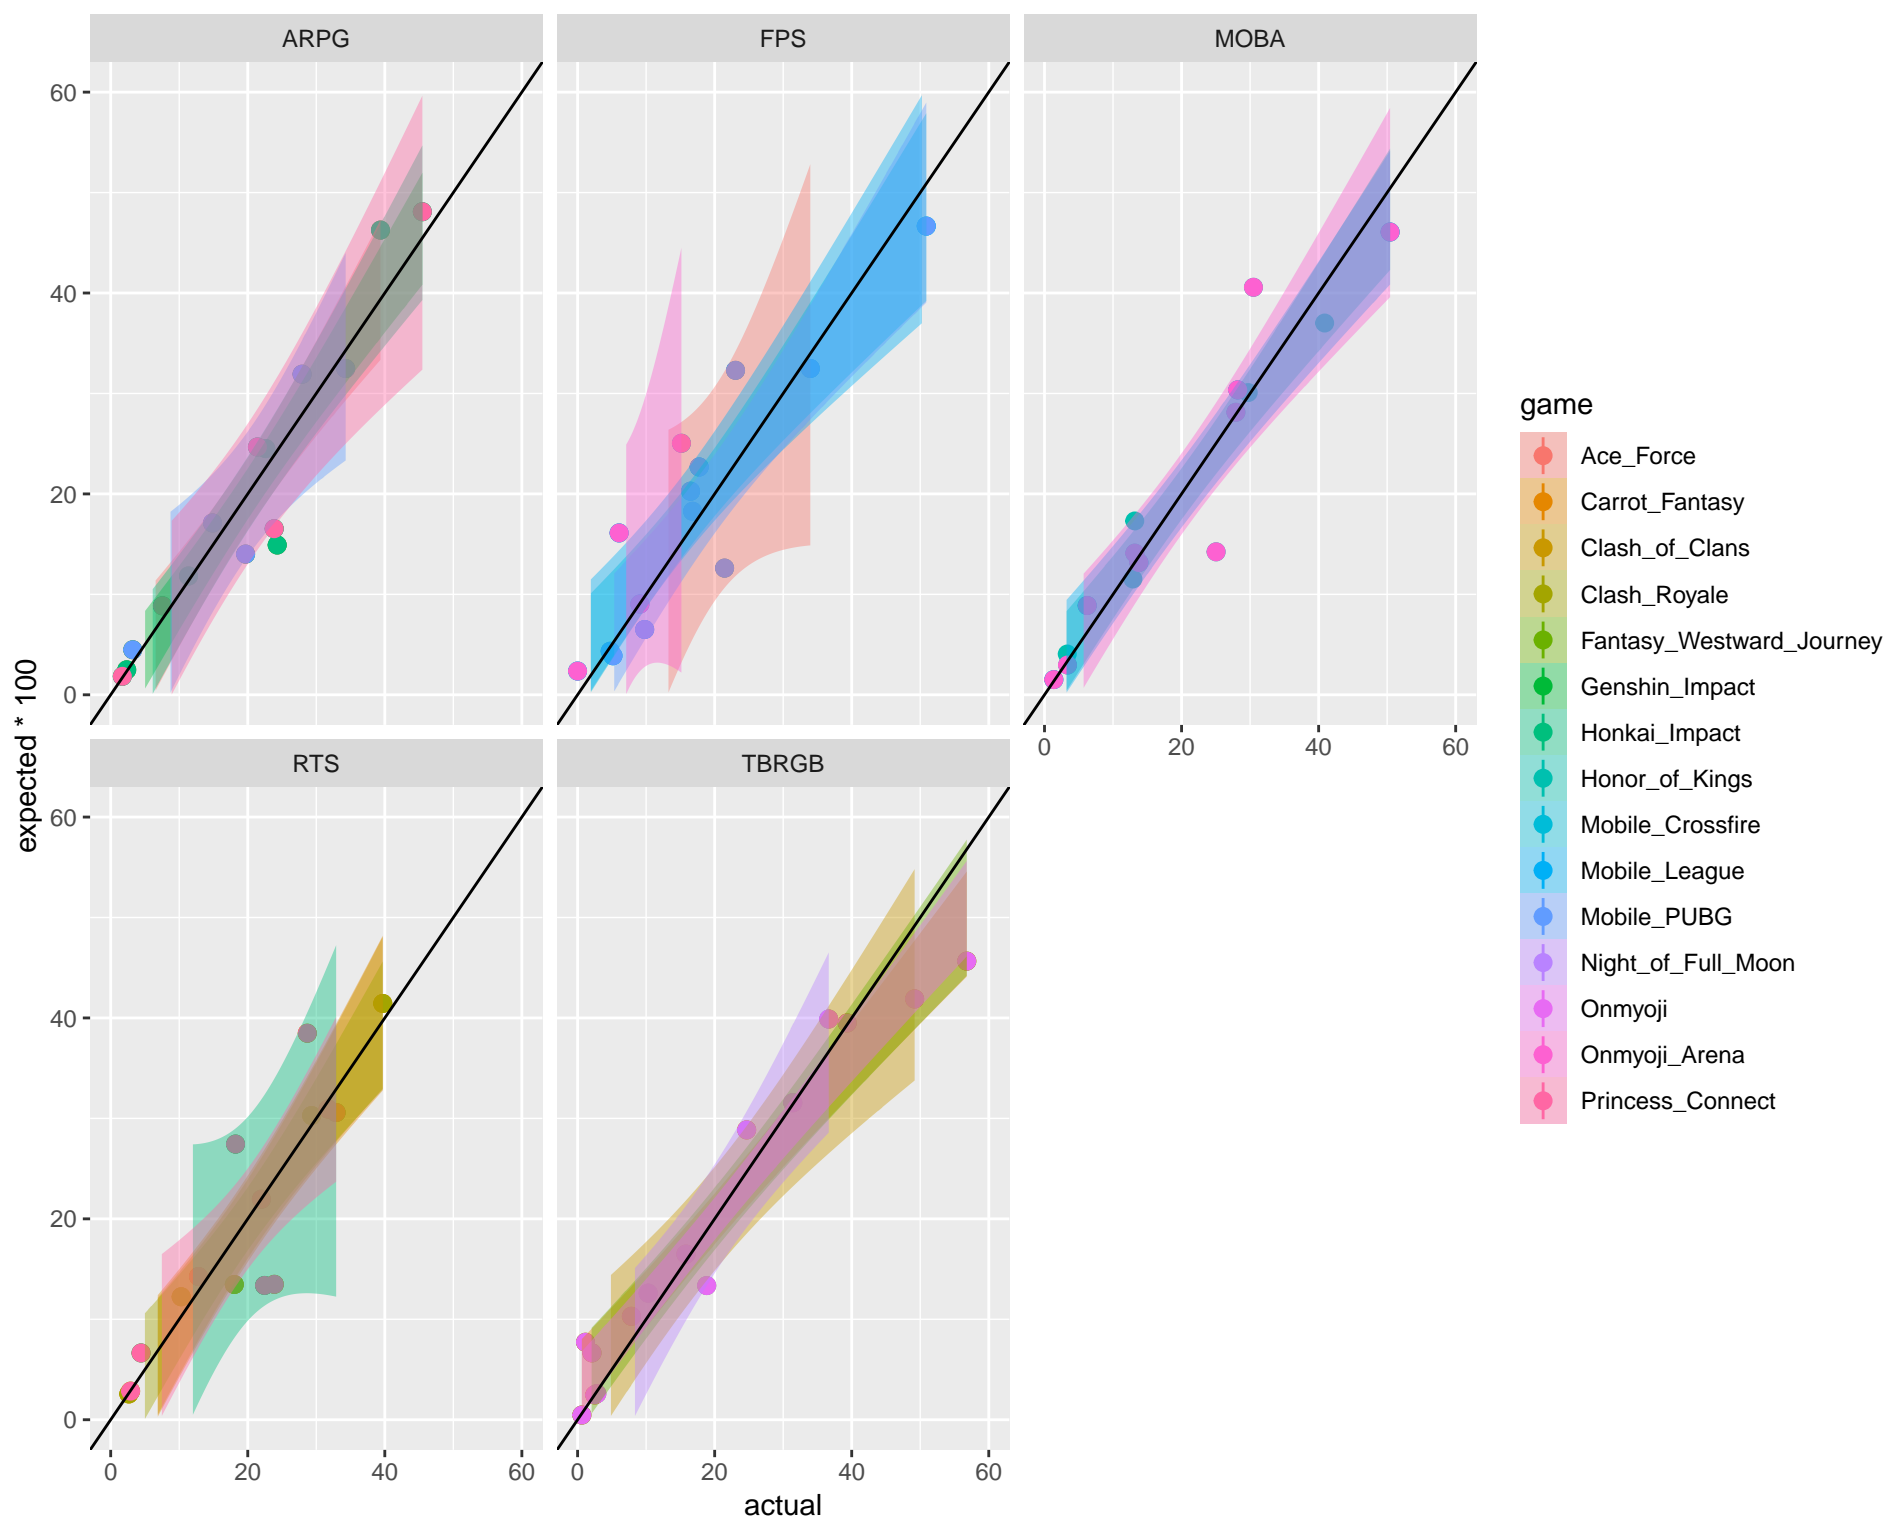 ARPG
FPS
MOBA
60
40
20
0
0 20 40 60
RTS
TBRGB
60
40
20
0
0 20 40 60
0 20 40 60
actual
expected * 100
game
Ace_Force
Carrot_Fantasy
Clash_of_Clans
Clash_Royale
Fantasy_Westward_Journey
Genshin_Impact
Honkai_Impact
Honor_of_Kings
Mobile_Crossfire
Mobile_League
Mobile_PUBG
Night_of_Full_Moon
Onmyoji
Onmyoji_Arena
Princess_Connect